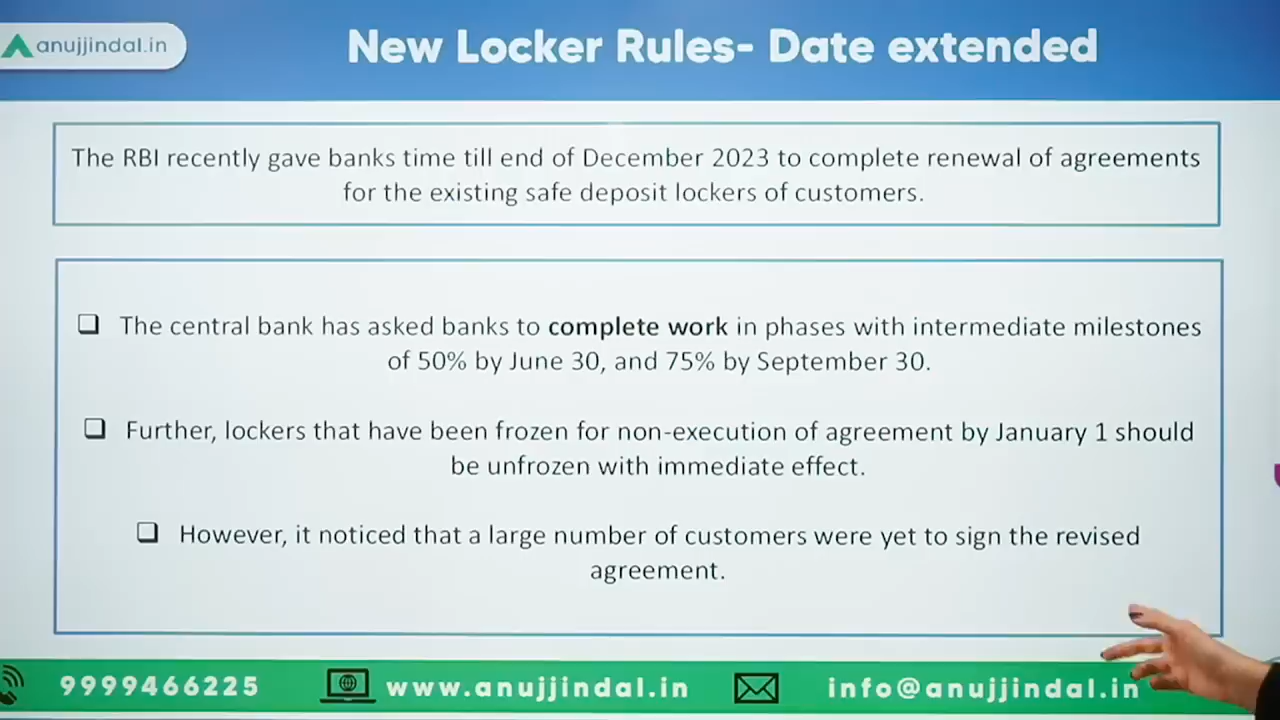 anujjindal.in
New Locker Rules- Date extended
The RBI recently gave banks time till end of December 2023 to complete renewal of agreements
for the existing safe deposit lockers of customers.
The central bank has asked banks to complete work in phases with intermediate milestones
of 50% by June 30, and 75% by September 30.
Further, lockers that have been frozen for non-execution of agreement by January 1 should
be unfrozen with immediate effect.
However, it noticed that a large number of customers were yet to sign the revised
agreement.
9999466225
www.anujjindal.in
info@anujjindal.in